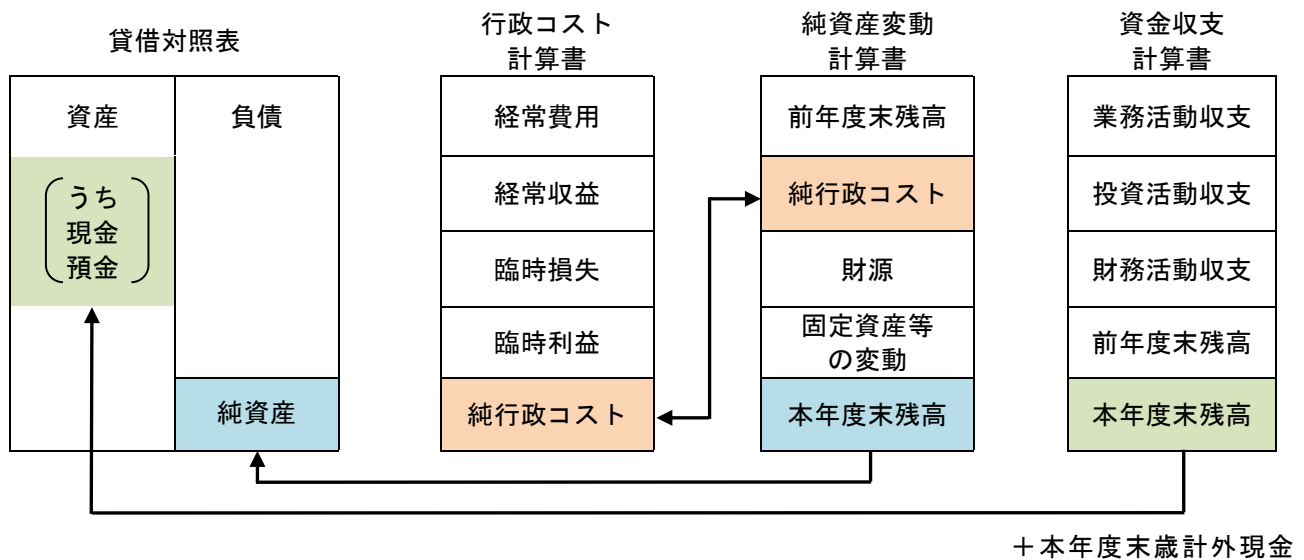 貸借対照表
資産
負債
うち
現金
預金
純資産
行政コスト
計算書
経常費用
経常収益
臨時損失
臨時利益
純行政コスト
純資産変動
計算書
前年度末残高
純行政コスト
財源
固定資産等
の変動
本年度末残高
資金収支
計算書
業務活動収支
投資活動収支
財務活動収支
前年度末残高
本年度末残高
＋本年度末歳計外現金